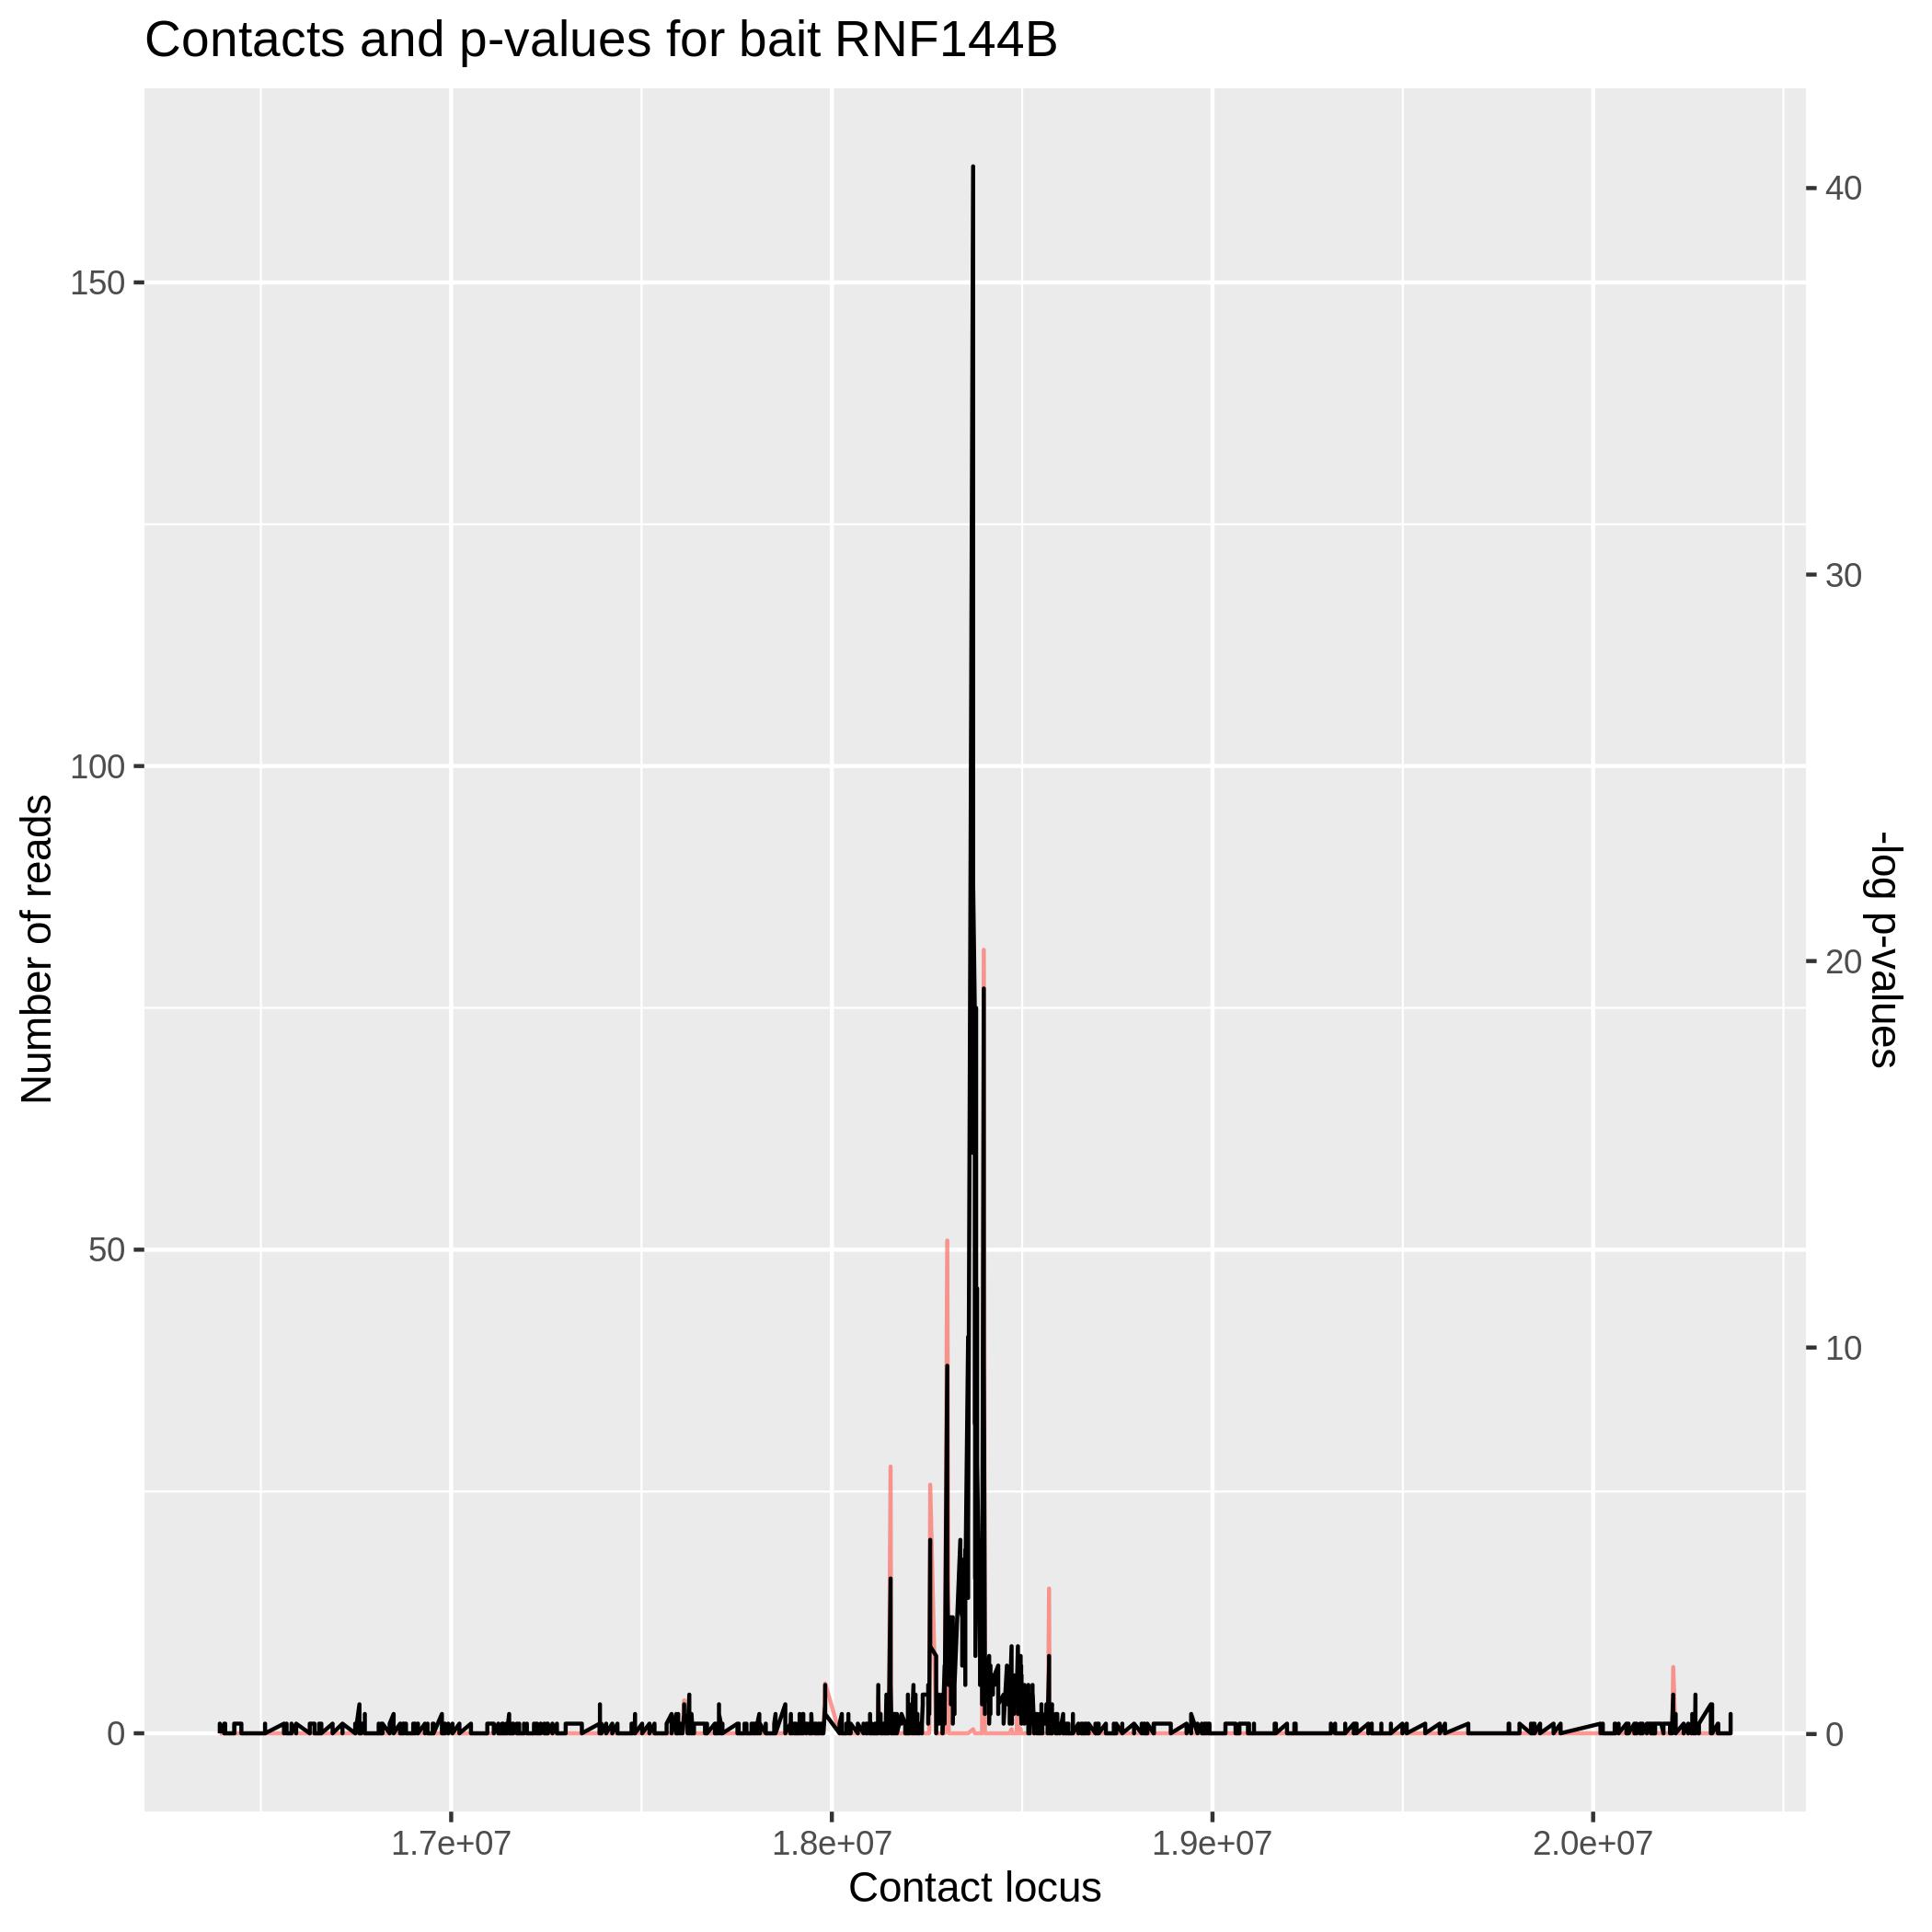 Contacts and p-values for bait RNF144B
Number of reads
150
100
50
0
40
30
20
10
0
-log p-values
1.7e+07
1.8e+07
1.9e+07
2.0e+07
Contact locus